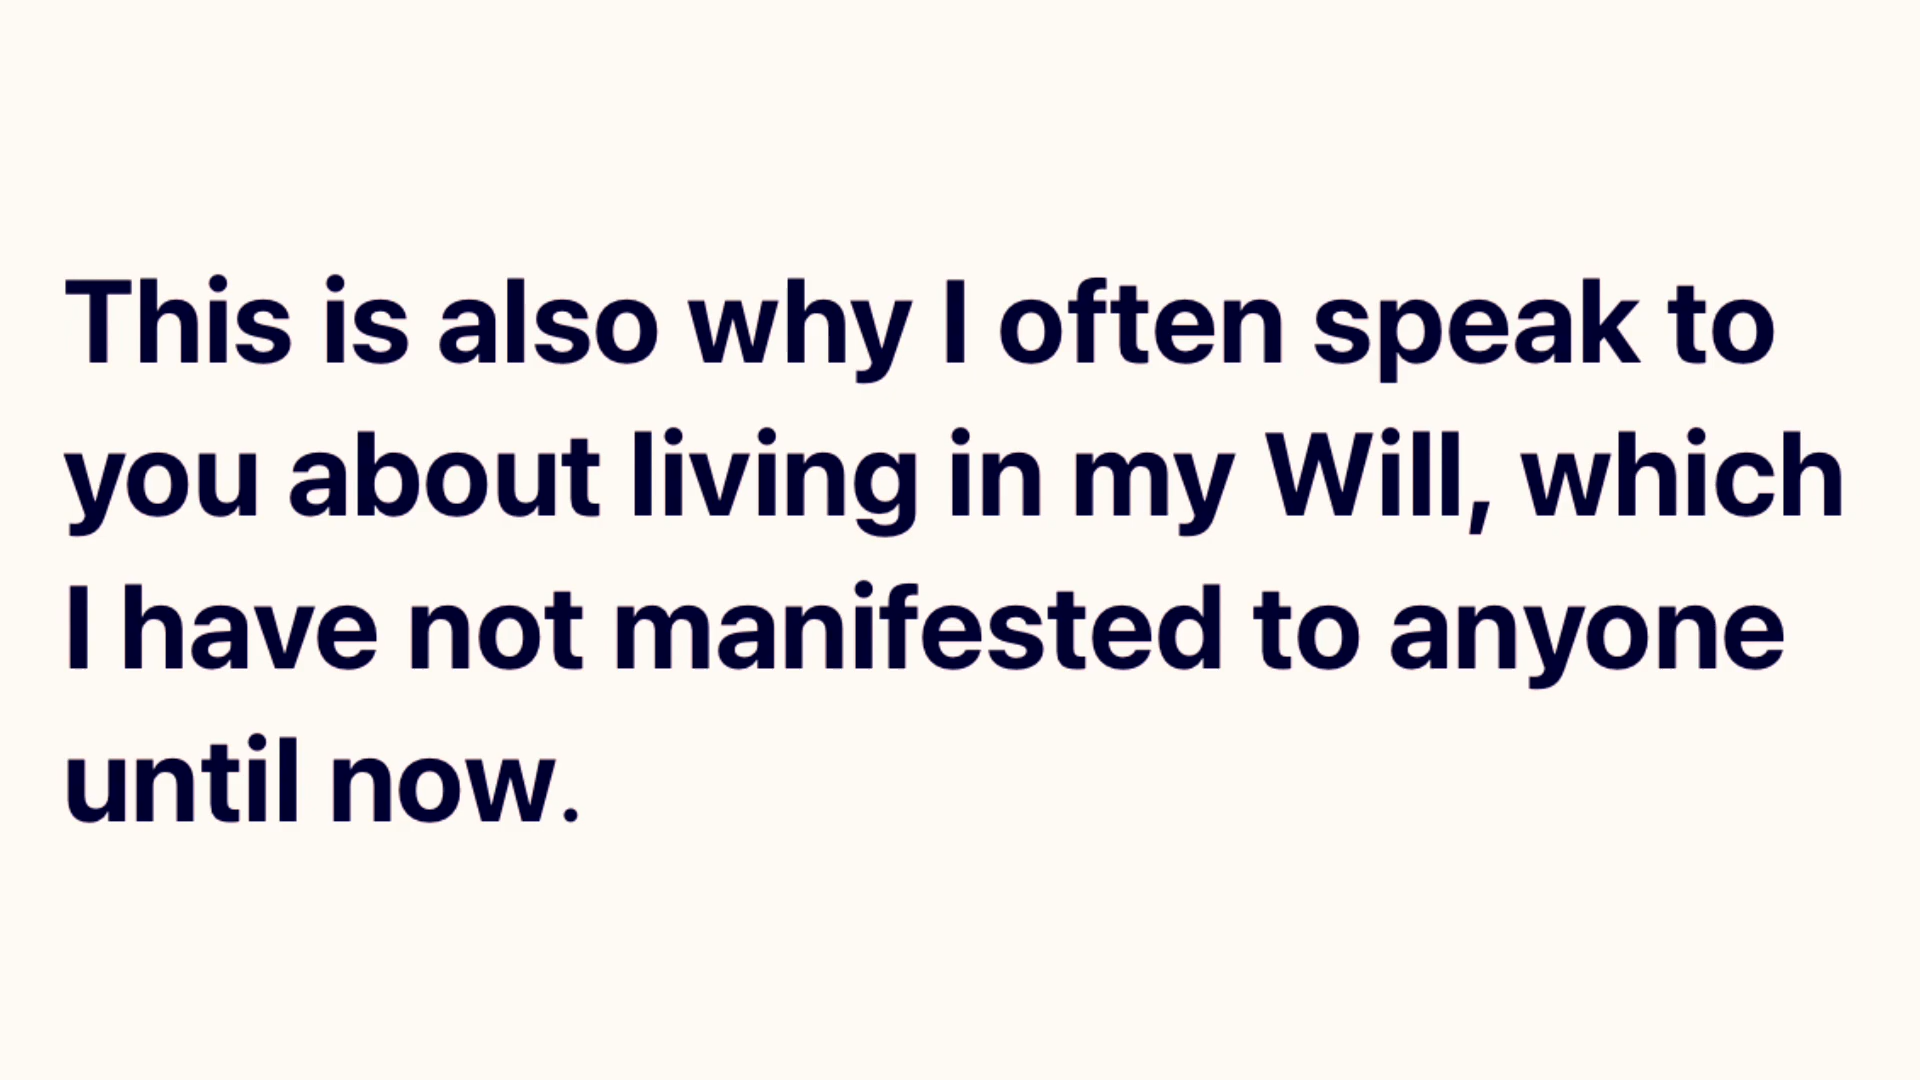 This is also why I often speak to
you about living in my Will, which
I have not manifested to anyone
until now.